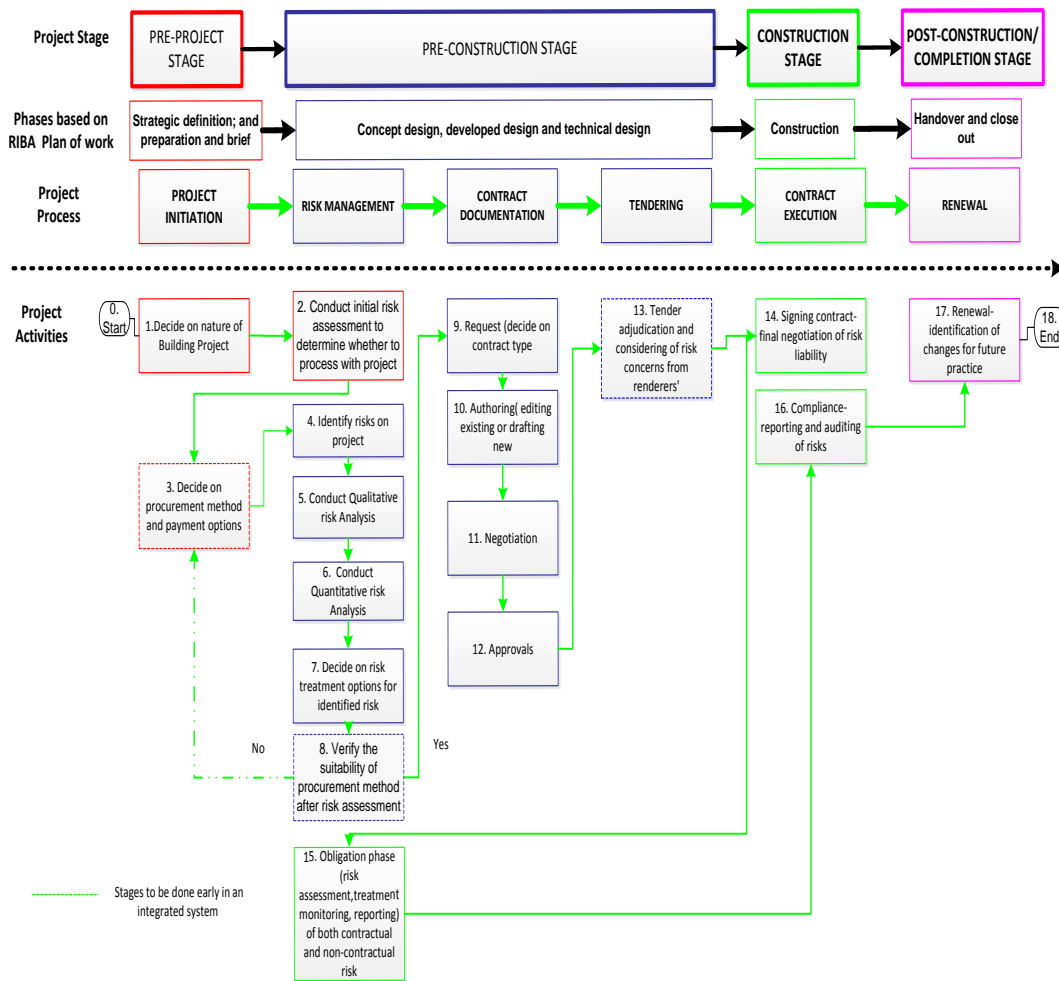 Project Stage
PRE-PROJECT
STAGE
PRE-CONSTRUCTION STAGE
CONSTRUCTION
STAGE
POST-CONSTRUCTION/
COMPLETION STAGE
Phases based on
RIBA Plan of work
Strategic definition; and
preparation and brief
Concept design, developed design and technical design
Construction
Handover and close
out
Project
Process
PROJECT
INITIATION
RISK MANAGEMENT
CONTRACT
DOCUMENTATION
TENDERING
CONTRACT
EXECUTION
RENEWAL
Project
Activities
0.
Start
1.Decide on nature of
Building Project
2. Conduct initial risk
assessment to
determine whether to
process with project
3. Decide on
procurement method
and payment options
4. Identify risks on
project
5. Conduct Qualitative
risk Analysis
6. Conduct
Quantitative risk
Analysis
7. Decide on risk
treatment options for
identified risk
8. Verify the
suitability of
procurement method
after risk assessment
No
Yes
9. Request (decide on
contract type
10. Authoring( editing
existing or drafting
new
11. Negotiation
12. Approvals
13. Tender
adjudication and
considering of risk
concerns from
renderers'
14. Signing contract-
final negotiation of risk
liability
15. Obligation phase
(risk
assessment,treatment
monitoring, reporting)
of both contractual
and non-contractual
risk
16. Compliance-
reporting and auditing
of risks
17. Renewal-
identification of
changes for future
practice
18.
End
Stages to be done early in an
integrated system